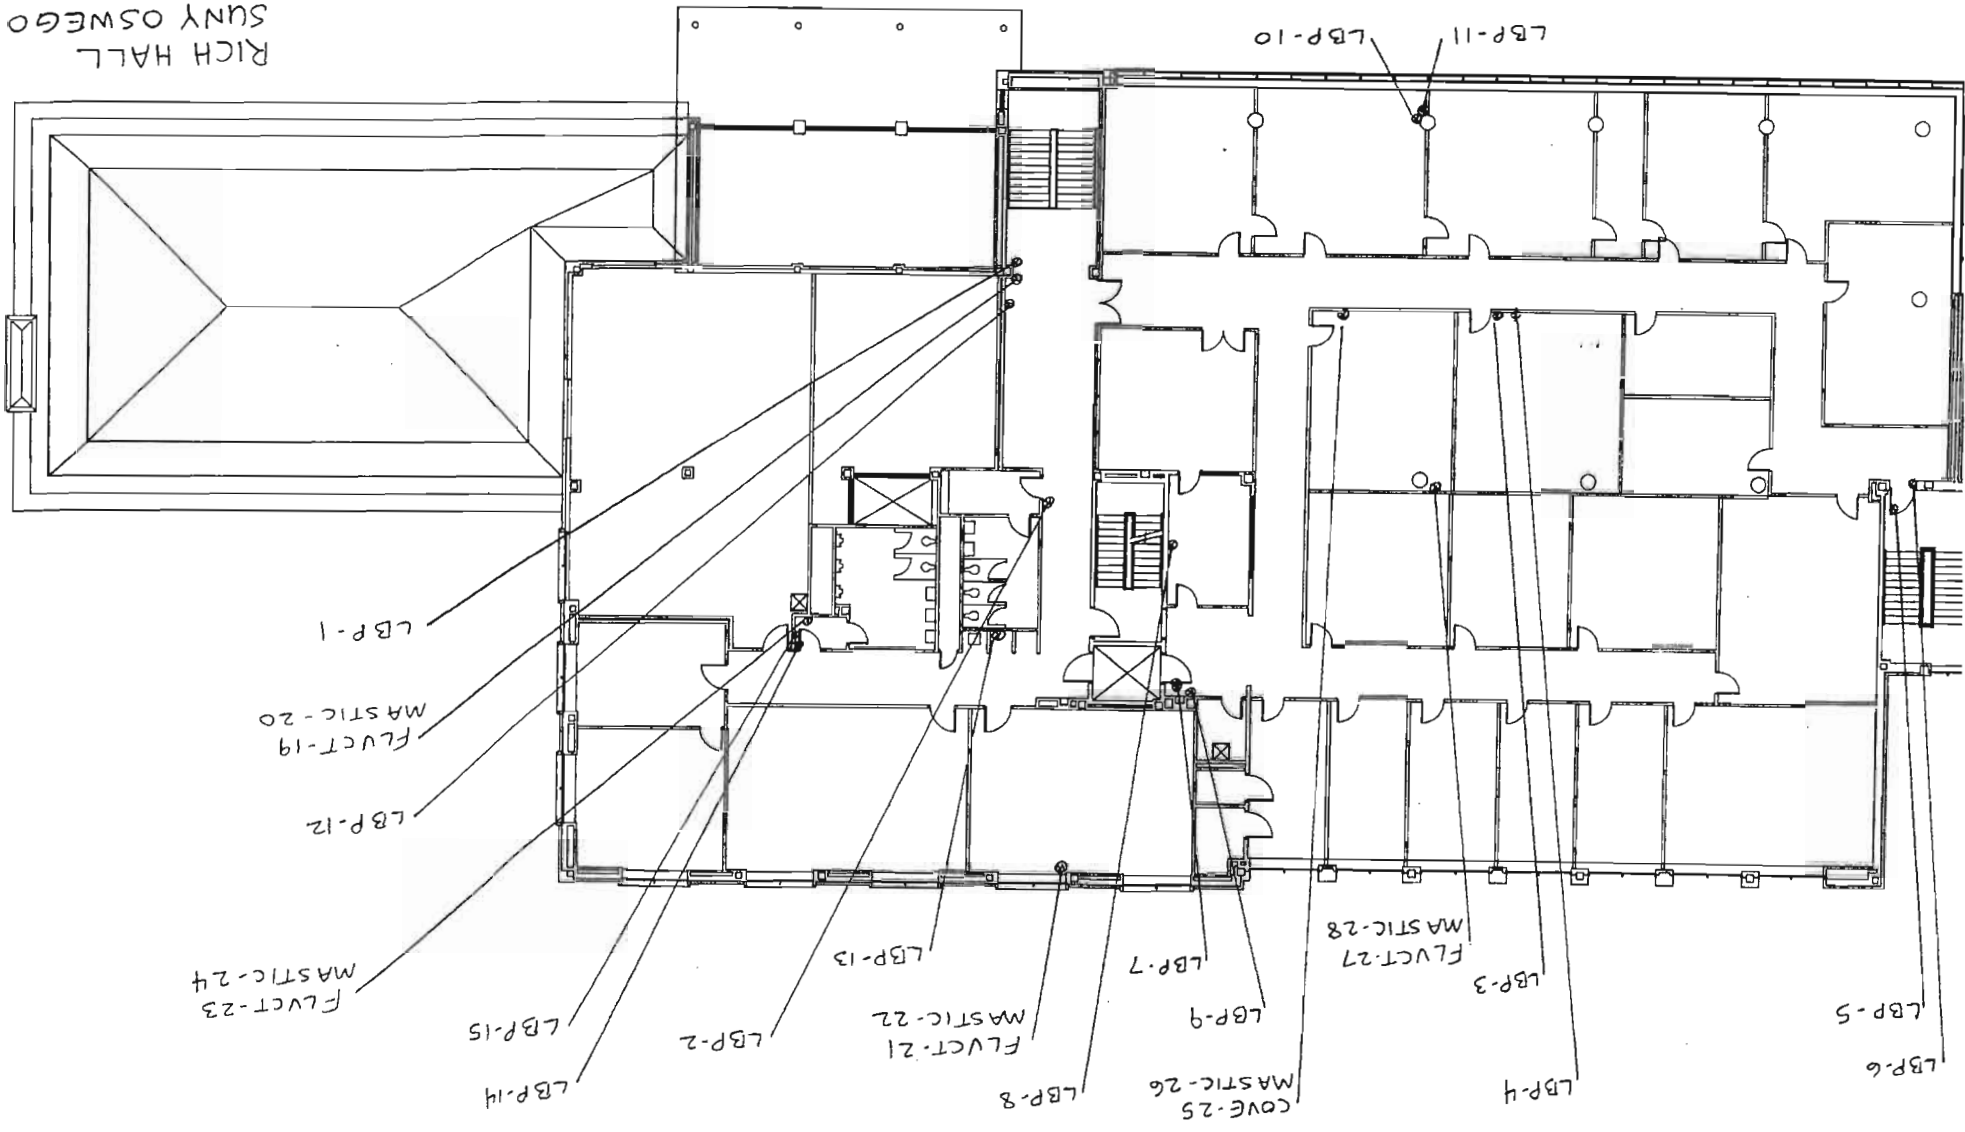 COVE-25
MASTIC-26
LBP-4
LBP-8
LBP-14
LBP-6
FLVCT-21
MASTIC-22
LBP-2
LBP-15
LBP-5
LBP-9
FLVCT-23
MASTIC-24
LBP-3
LBP-7
LBP-13
FLVCT-27
MASTIC-28
LBP-12
FLVCT-19
MASTIC-20
LBP-1
LBP-11
LBP-10
RICH HALL
SUNY OSWEGO